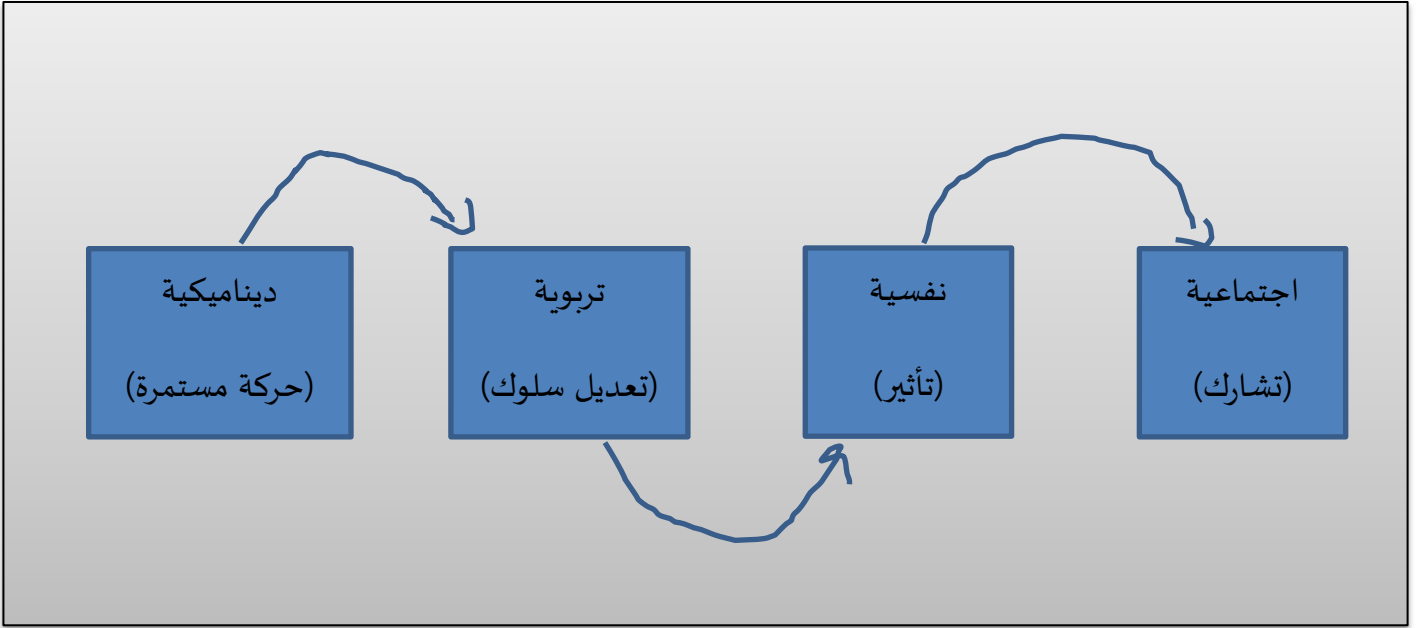 اجتماعية
(تشارك)
نفسية
(تأثير)
تربوية
(تعديل سلوك)
ديناميكية
(حركة مستمرة)